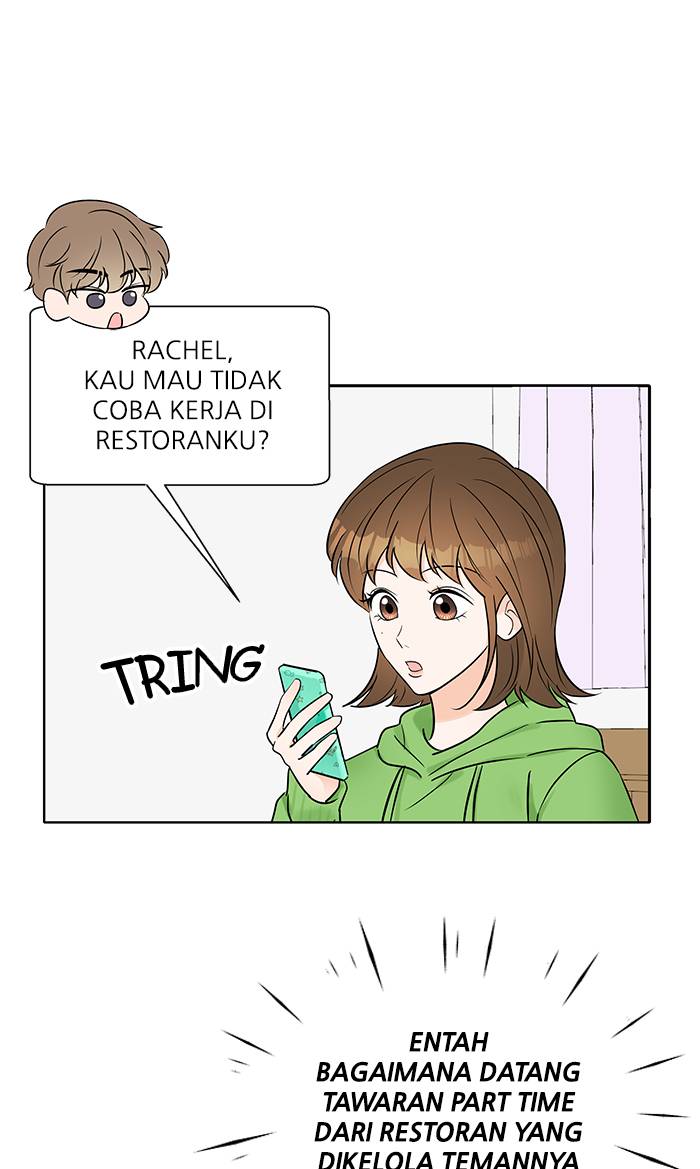 RACHEL,
KAU MAU TIDAK
COBA KERJA DI
RESTORANKU?
TRING
ENTAH
BAGAIMANA DATANG
TAWARAN PART TIME
DARI RESTORAN YANG
DIKELOLA TEMANNYA